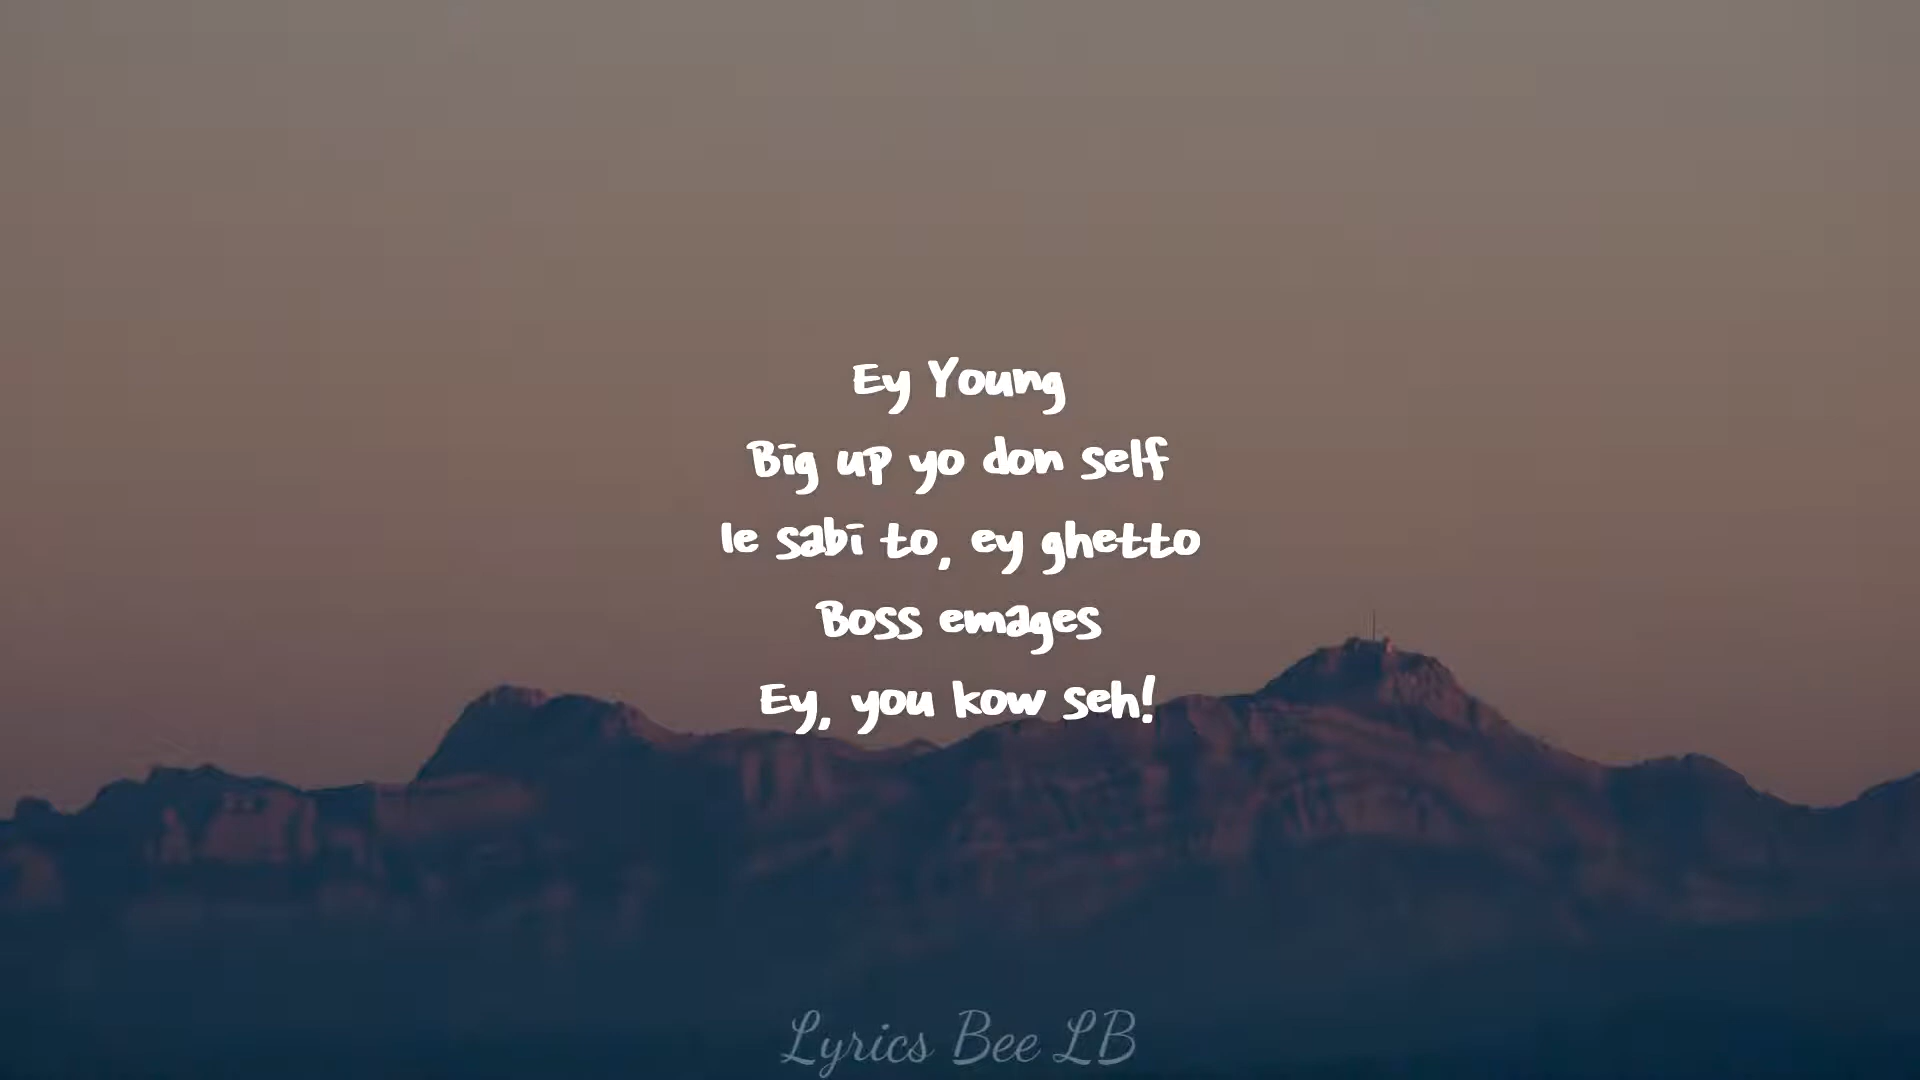 Ey Young
Big up yo don self
le sabi to, ey ghetto
Boss emages
Ey, you kow seh!
Lyrics Bee LB